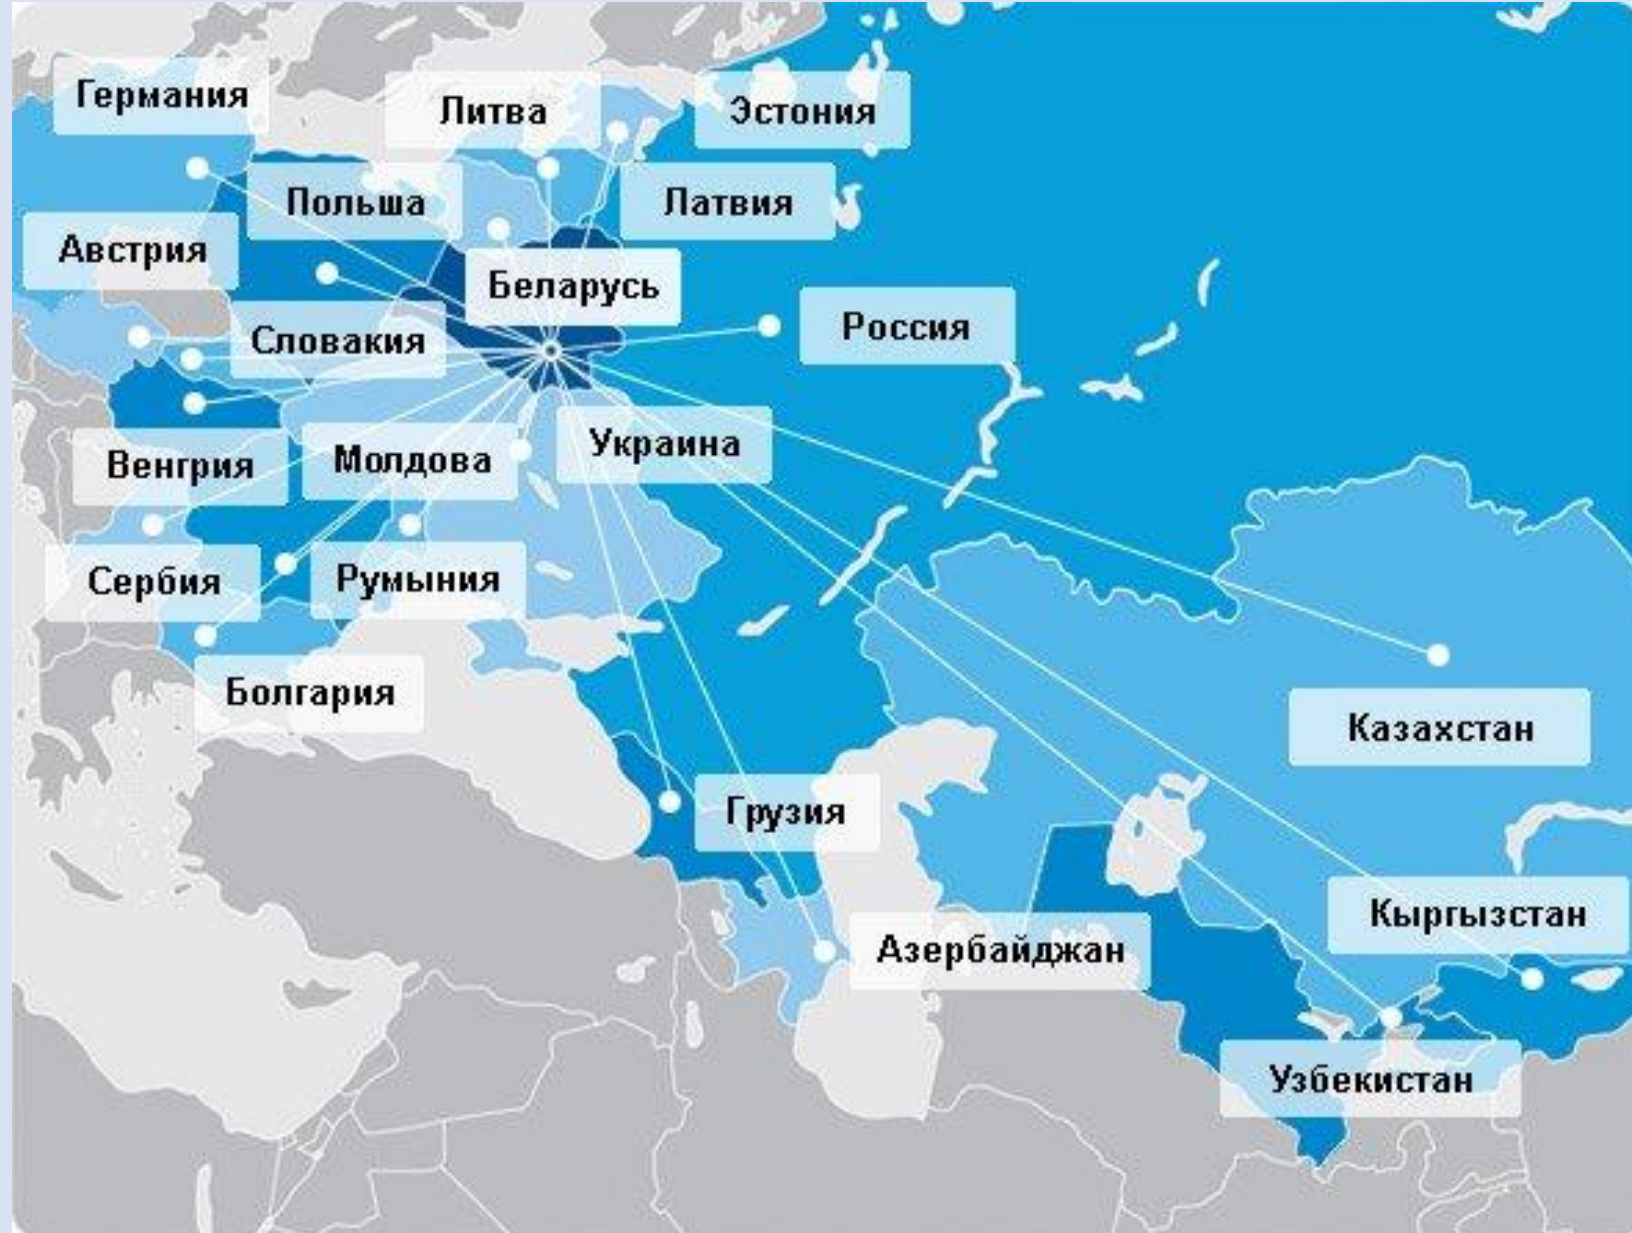 Германия
Литва
Эстония
Польша
Латвия
Австрия
Беларусь
Словакия
Россия
Украина
Венгрия
Молдова
Сербия
Румыния
Болгария
Казахстан
Грузия
Кыргызстан
Азербайджан
Узбекистан